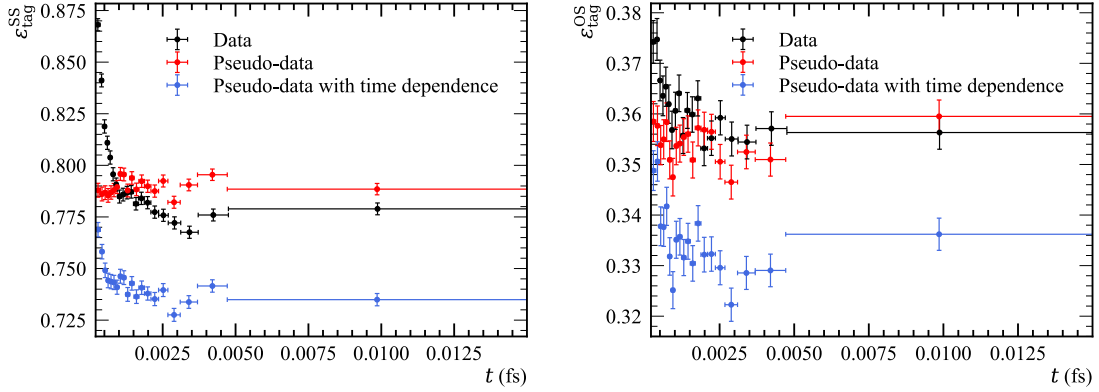 ε_tag^SS
0.875
0.850
0.825
0.800
0.775
0.750
0.725
Data
Pseudo-data
Pseudo-data with time dependence
0.0025 0.0050 0.0075 0.0100 0.0125
t (fs)
ε_tag^OS
0.38
0.37
0.36
0.35
0.34
0.33
0.32
Data
Pseudo-data
Pseudo-data with time dependence
0.0025 0.0050 0.0075 0.0100 0.0125
t (fs)